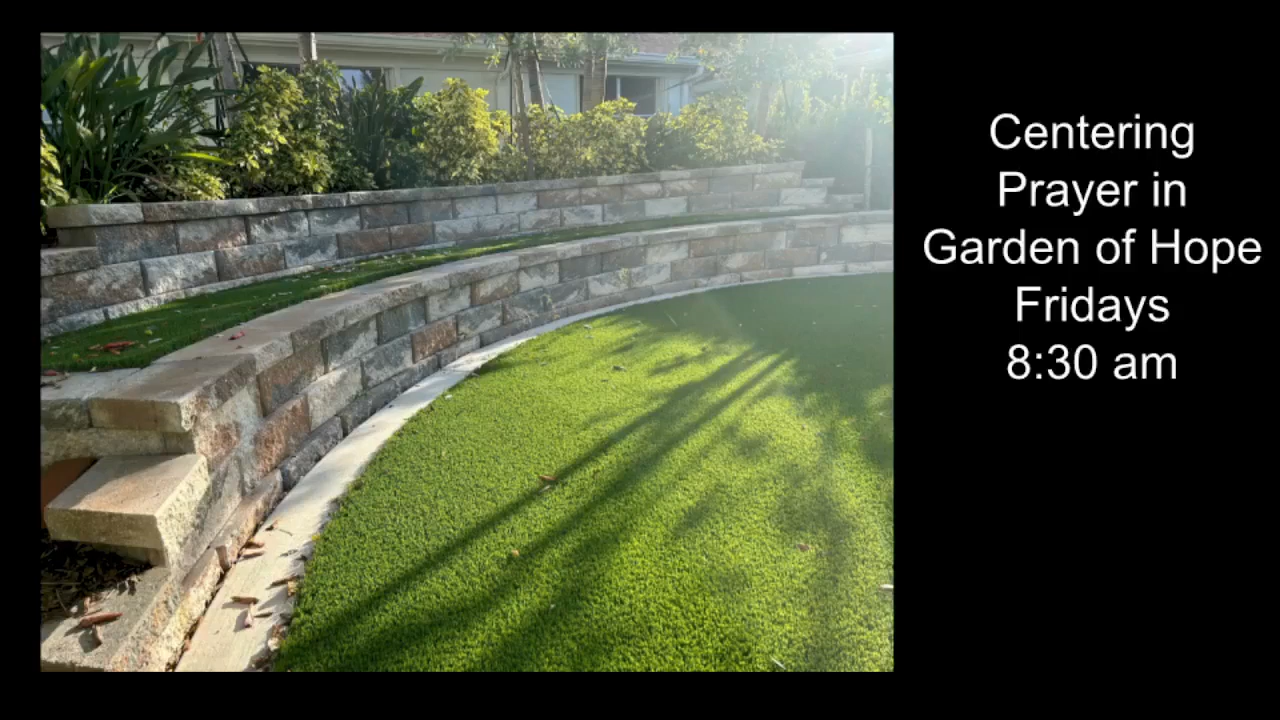 Centering
Prayer in
Garden of Hope
Fridays
8:30 am